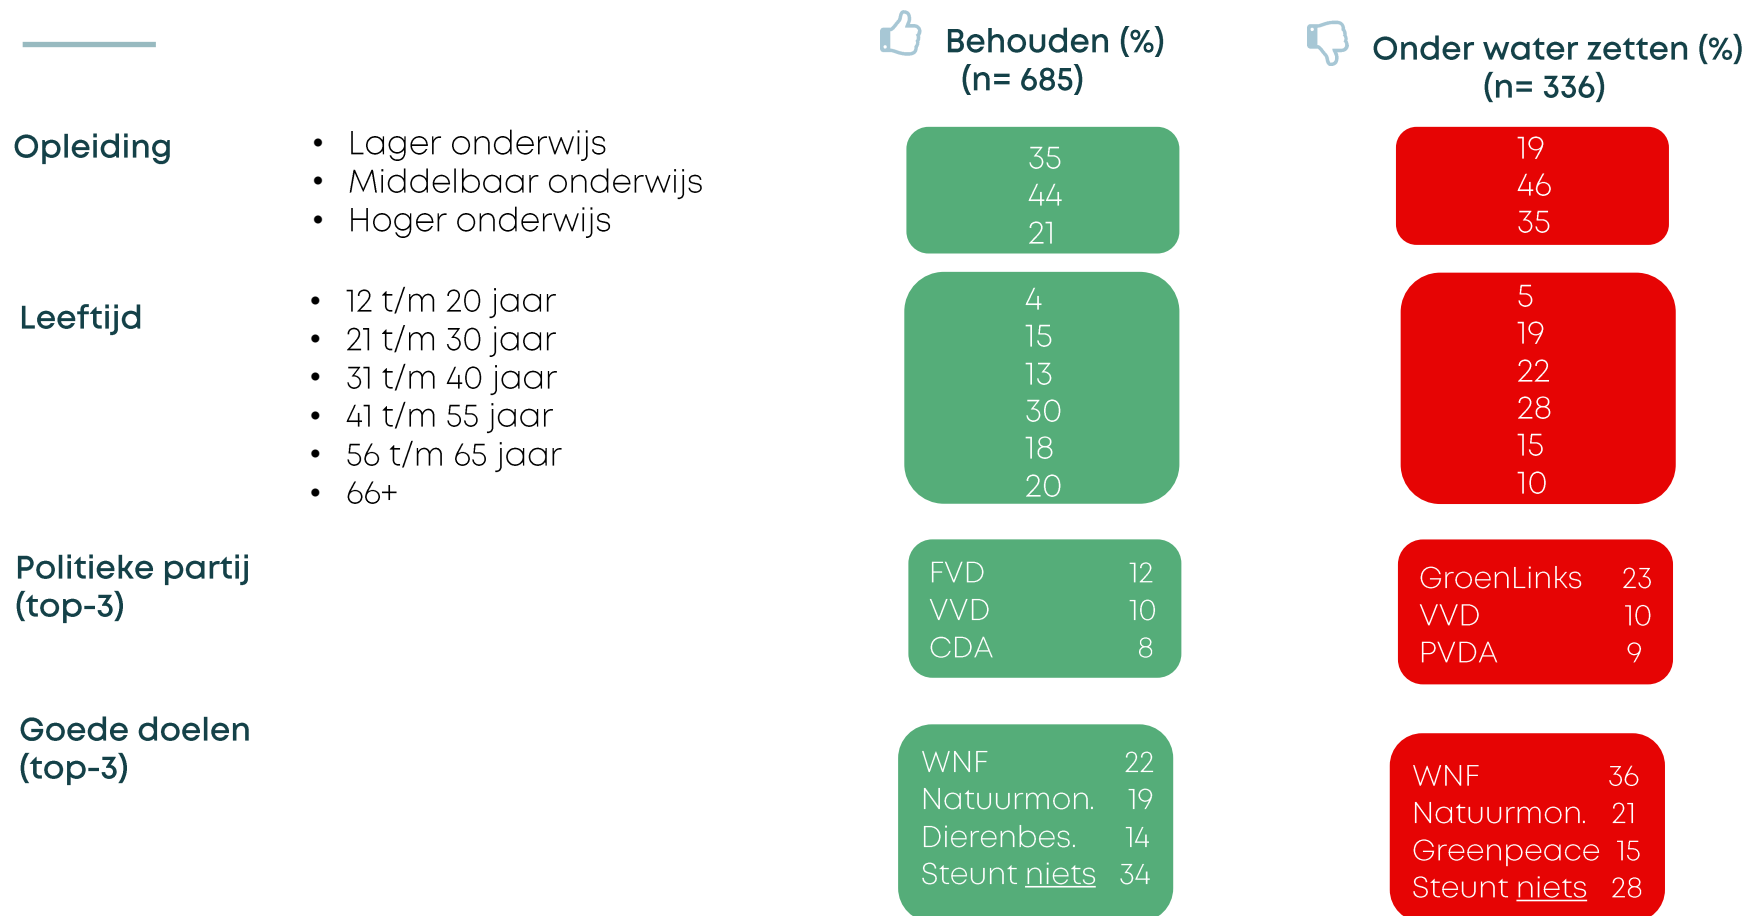 Behouden (%)
(n= 685)
Onder water zetten (%)
(n= 336)
Opleiding
• Lager onderwijs
• Middelbaar onderwijs
• Hoger onderwijs
35
44
21
19
46
35
Leeftijd
• 12 t/m 20 jaar
• 21 t/m 30 jaar
• 31 t/m 40 jaar
• 41 t/m 55 jaar
• 56 t/m 65 jaar
• 66+
4
15
13
30
18
20
5
19
22
28
15
10
Politieke partij
(top-3)
FVD 12
VVD 10
CDA 8
GroenLinks 23
VVD 10
PVDA 9
Goede doelen
(top-3)
WNF 22
Natuurmon. 19
Dierenbes. 14
Steunt niets 34
WNF 36
Natuurmon. 21
Greenpeace 15
Steunt niets 28